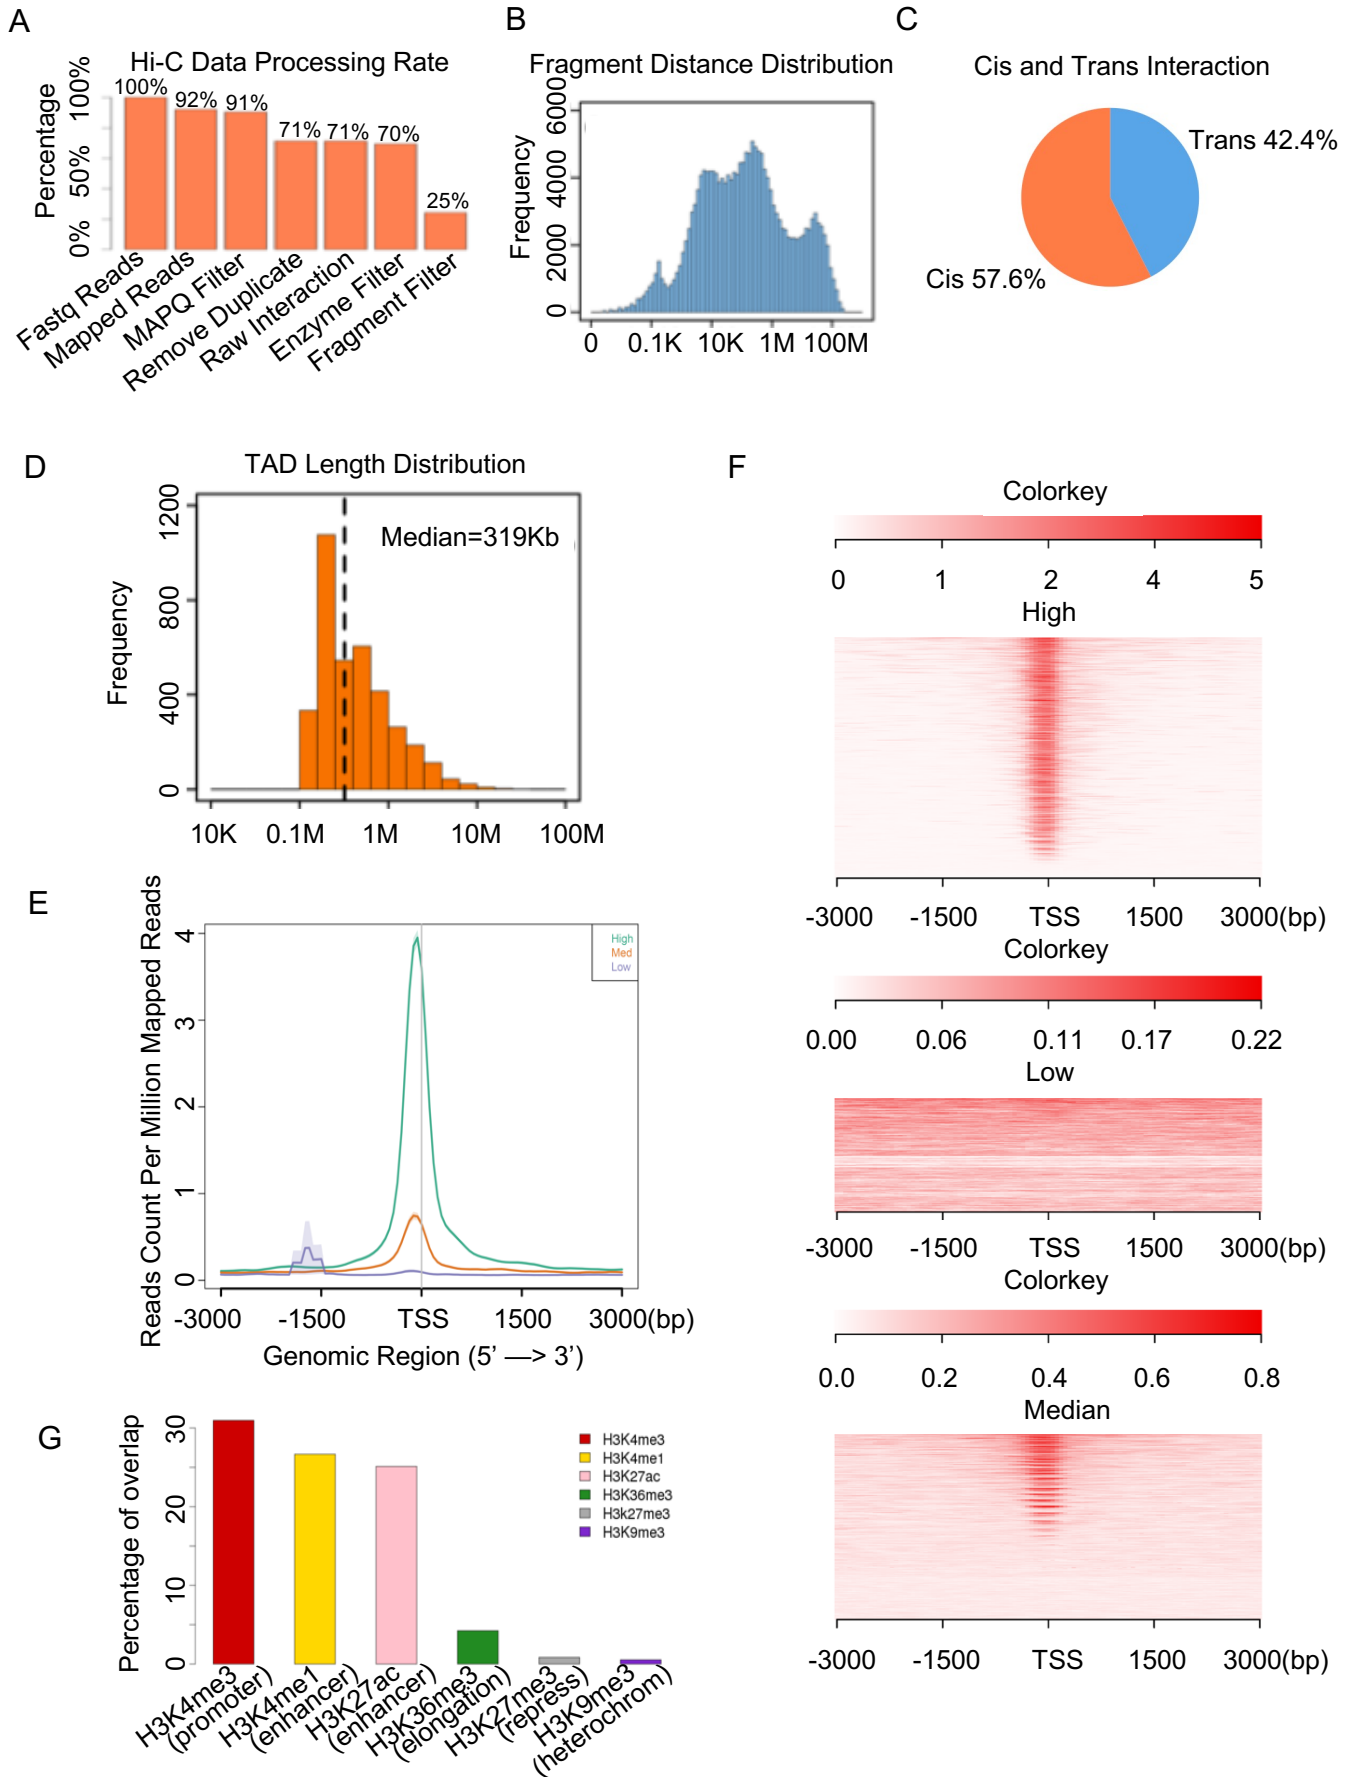 A
Hi-C Data Processing Rate
Percentage
0% 50% 100%
100%
92%
91%
71%
71%
70%
25%
Fastq Reads
Mapped Reads
MAPQ Filter
Remove Duplicate
Raw Interaction
Enzyme Filter
Fragment Filter
B
Fragment Distance Distribution
Frequency
0 2000 4000 6000
0 0.1K 10K 1M 100M
C
Cis and Trans Interaction
Trans 42.4%
Cis 57.6%
D
TAD Length Distribution
Median=319Kb
Frequency
0 400 800 1200
10K 0.1M 1M 10M 100M
E
Reads Count Per Million Mapped Reads
0 1 2 3 4
High
Med
Low
-3000 -1500 TSS 1500 3000(bp)
Genomic Region (5’ —> 3’)
F
Colorkey
0 1 2 4 5
High
-3000 -1500 TSS 1500 3000(bp)
Colorkey
0.00 0.06 0.11 0.17 0.22
Low
-3000 -1500 TSS 1500 3000(bp)
Colorkey
0.0 0.2 0.4 0.6 0.8
Median
-3000 -1500 TSS 1500 3000(bp)
G
Percentage of overlap
0 10 20 30
H3K4me3
H3K4me1
H3K27ac
H3K36me3
H3k27me3
H3K9me3
H3K4me3
(promoter)
H3K4me1
(enhancer)
H3K27ac
(enhancer)
H3K36me3
(elongation)
H3K27me3
(repress)
H3K9me3
(heterochrom)